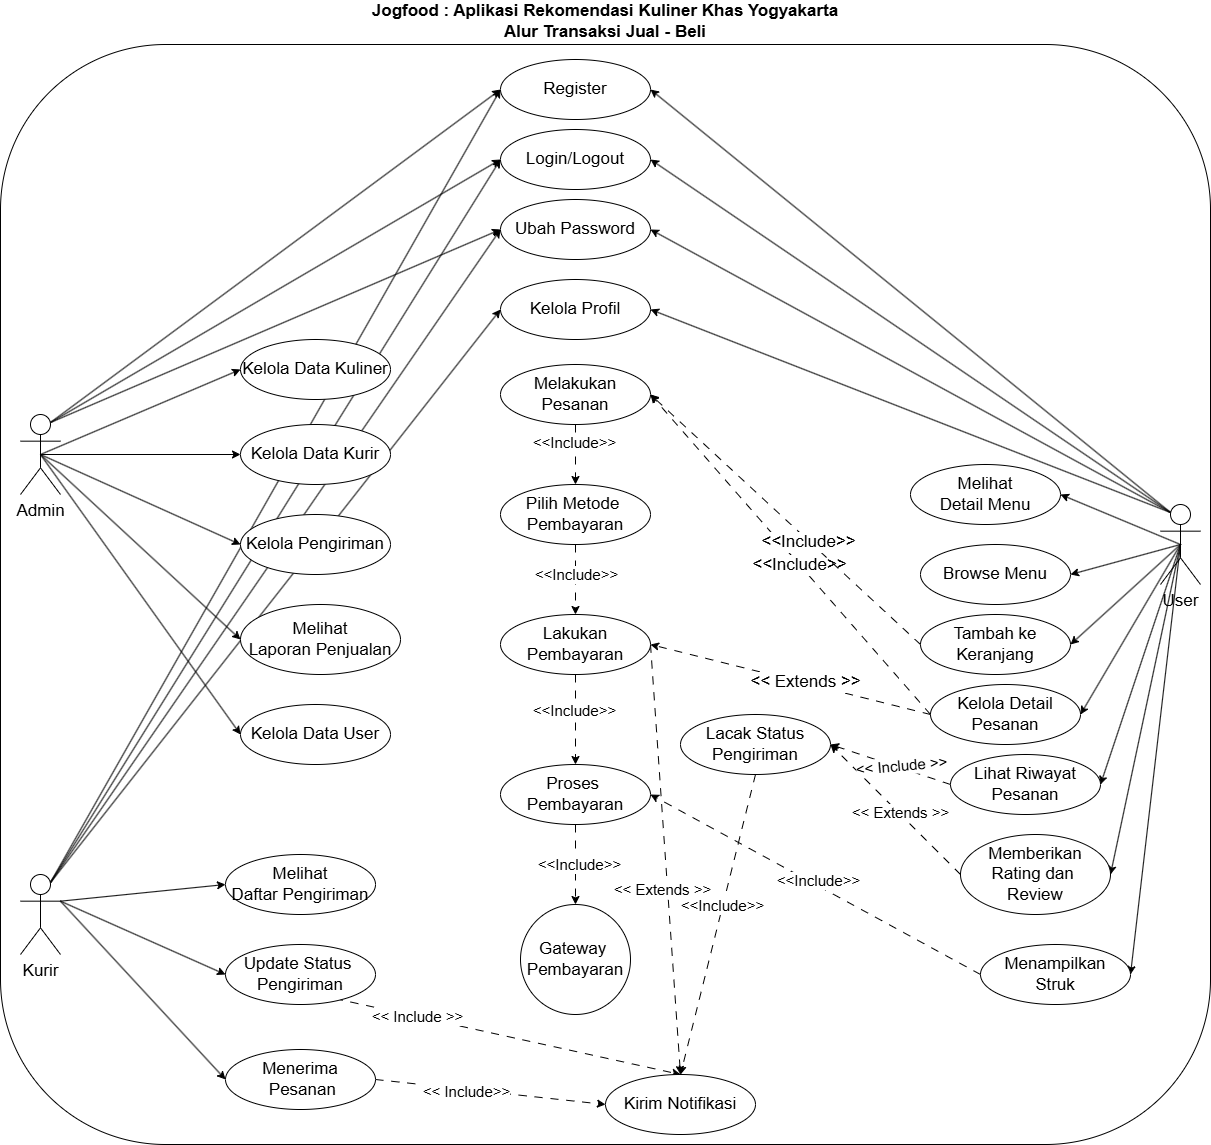 Jogfood : Aplikasi Rekomendasi Kuliner Khas Yogyakarta
Alur Transaksi Jual - Beli
Register
Login/Logout
Ubah Password
Kelola Profil
Kelola Data Kuliner
Melakukan
Pesanan
<<Include>>
Kelola Data Kurir
Admin
Pilih Metode
Pembayaran
Melihat
Detail Menu
Kelola Pengiriman
<<Include>>
<<Include>>
<<Include>>
Browse Menu
User
Melihat
Laporan Penjualan
Lakukan
Pembayaran
Tambah ke
Keranjang
<< Extends >>
Kelola Detail
Pesanan
<<Include>>
Kelola Data User
Lacak Status
Pengiriman
<< Include >>
Lihat Riwayat
Pesanan
Proses
Pembayaran
<< Extends >>
Memberikan
Rating dan
Review
<<Include>>
<<Include>>
<< Extends >>
<<Include>>
Melihat
Daftar Pengiriman
Kurir
Gateway
Pembayaran
Update Status
Pengiriman
Menampilkan
Struk
<< Include >>
Menerima
Pesanan
<< Include>>
Kirim Notifikasi